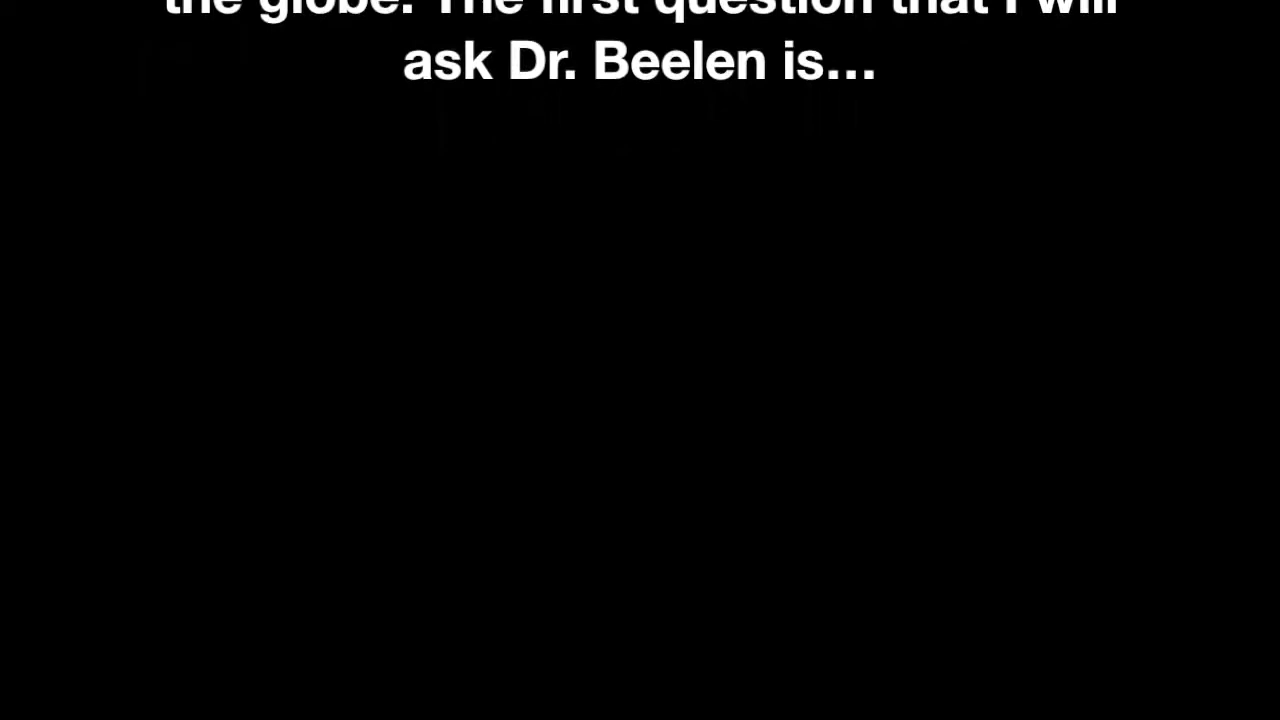 the globe. The first question that I will
ask Dr. Beelen is...